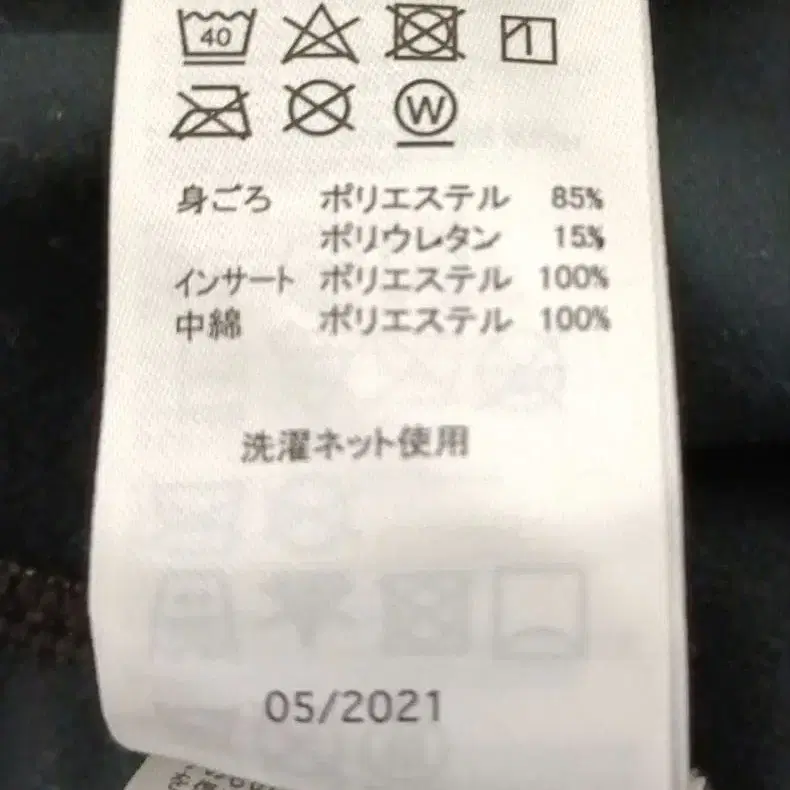 40
W
身ごろ ポリエステル 85%
ポリウレタン 15%
インサート ポリエステル 100%
中綿 ポリエステル 100%
洗濯ネット使用
05/2021